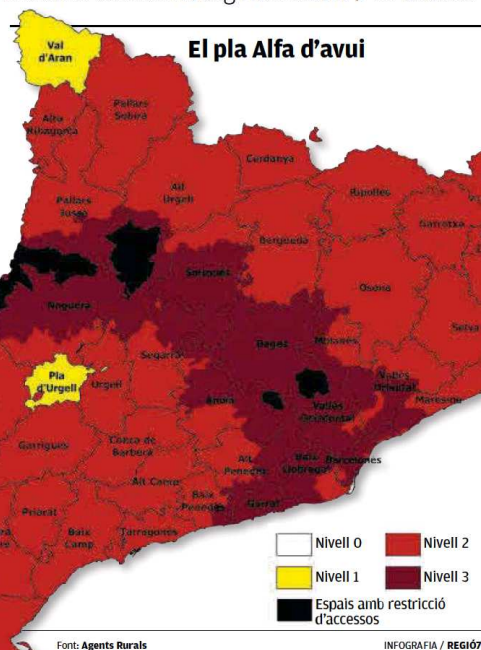 El pla Alfa d'avui
Val
d'Aran
Pallars
Sobirà
Alta
Ribagorça
Cerdanya
Alt
Urgell
Ripollès
Pallars
Jussà
Garrotxa
Berguedà
Solsonès
Osona
Noguera
Selva
Bages
Moianès
Segarra
Pla
d'Urgell
Urgell
Vallès
Oriental
Anoia
Maresme
Vallès
Occidental
Garrigues
Conca de
Barberà
Alt
Penedès
Baix
Llobregat
Barcelonès
Alt Camp
Baix
Penedès
Garraf
Priorat
Baix
Camp
Tarragonès
Nivell 0
Nivell 2
Nivell 1
Nivell 3
Espais amb restricció
d'accessos
Font: Agents Rurals
INFOGRAFIA / REGIÓ7